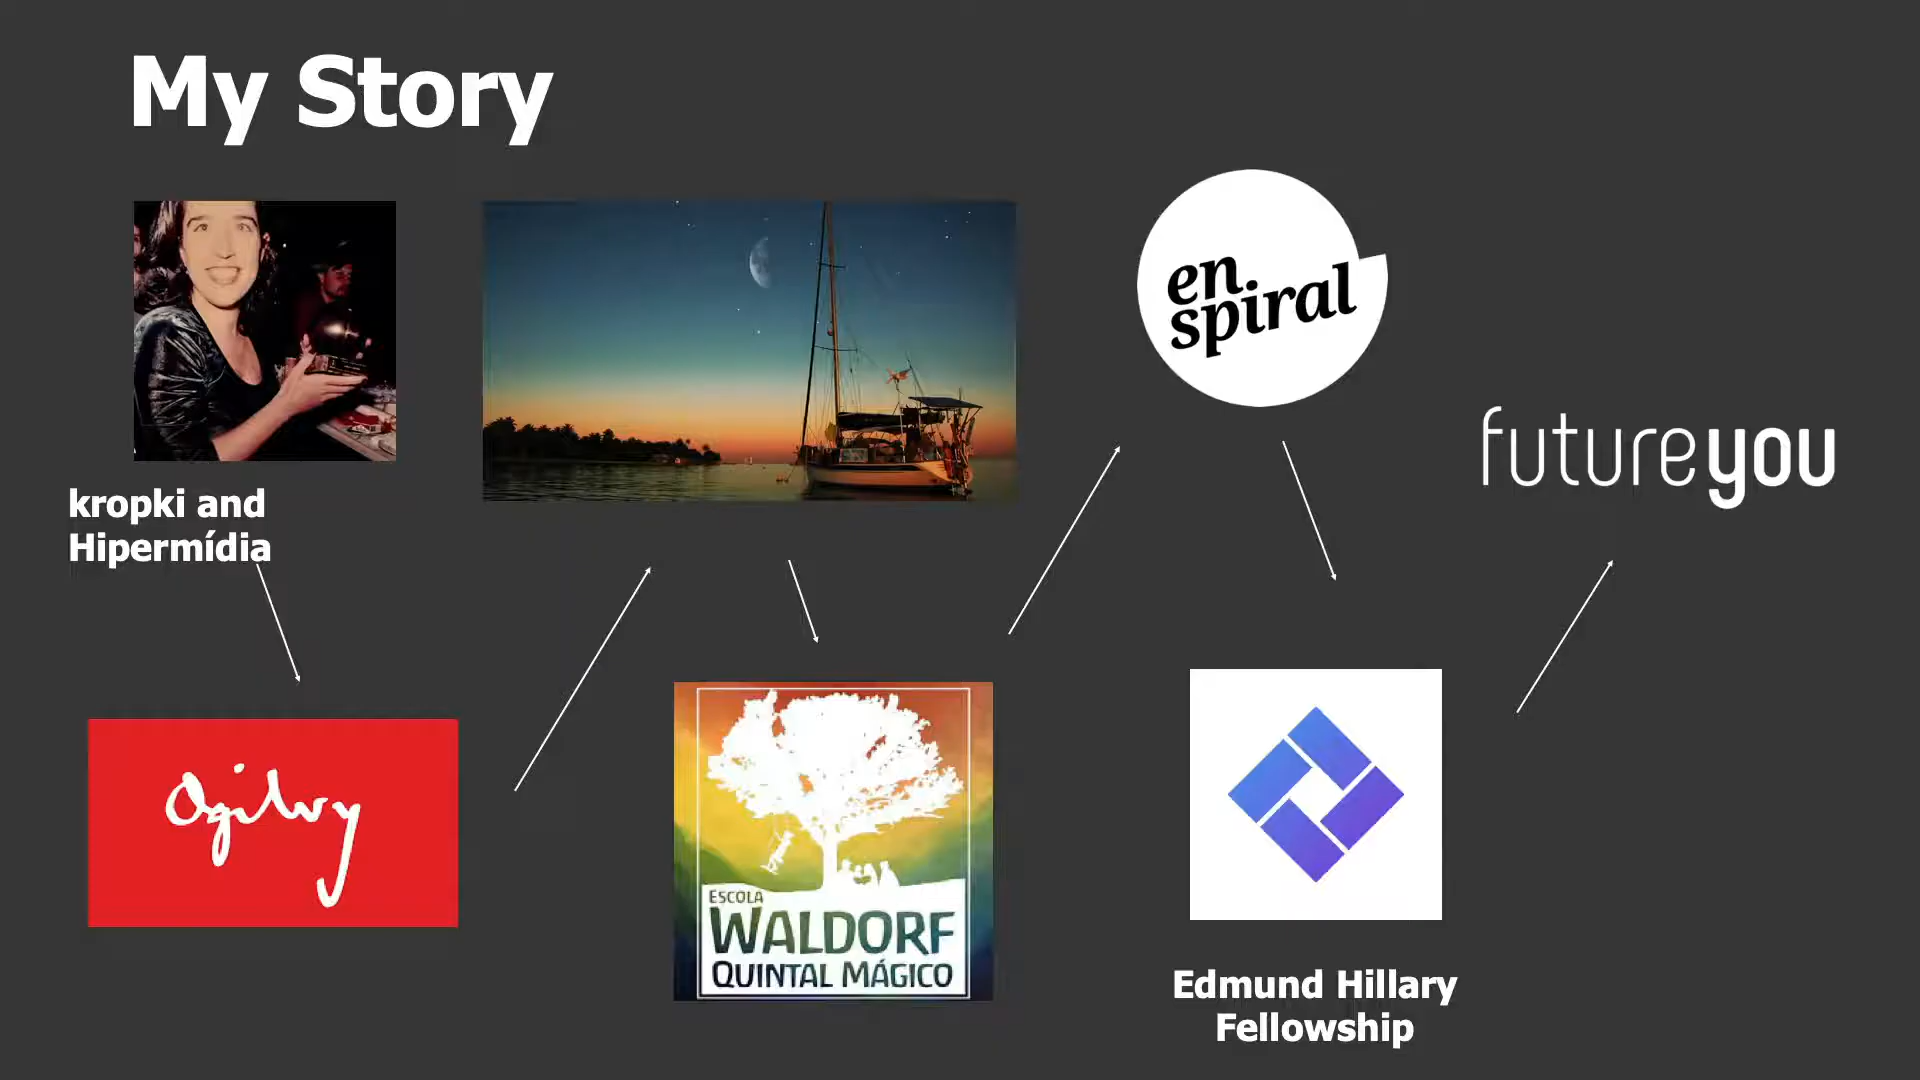 My Story
kropki and
Hipermídia
Ogilvy
ESCOLA
WALDORF
QUINTAL MÁGICO
en
spiral
Edmund Hillary
Fellowship
futureyou